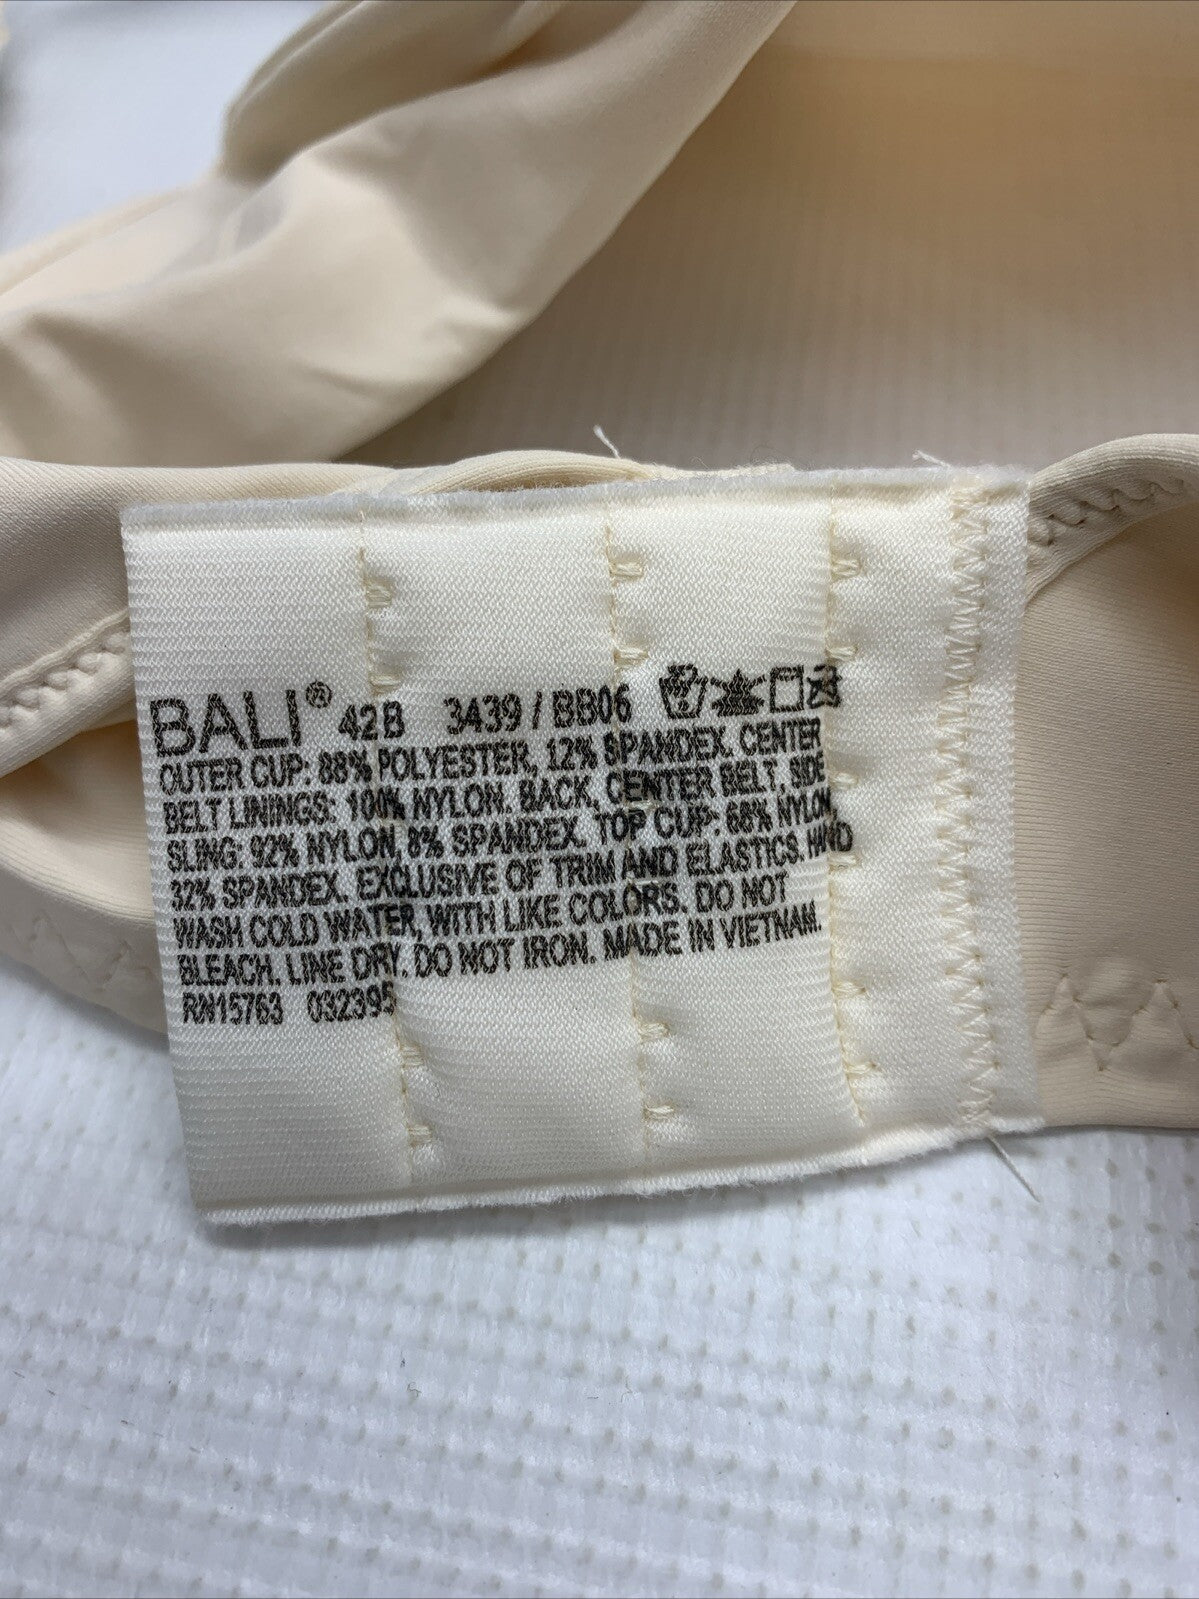 BALI® 42B 3439 / BB06
OUTER CUP: 88% POLYESTER, 12% SPANDEX. CENTER
BELT LININGS: 100% NYLON. BACK, CENTER BELT, SIDE
SLING: 92% NYLON, 8% SPANDEX. TOP CUP: 68% NYLON,
32% SPANDEX. EXCLUSIVE OF TRIM AND ELASTICS. HAND
WASH COLD WATER, WITH LIKE COLORS. DO NOT
BLEACH. LINE DRY. DO NOT IRON. MADE IN VIETNAM.
RN15763 032395